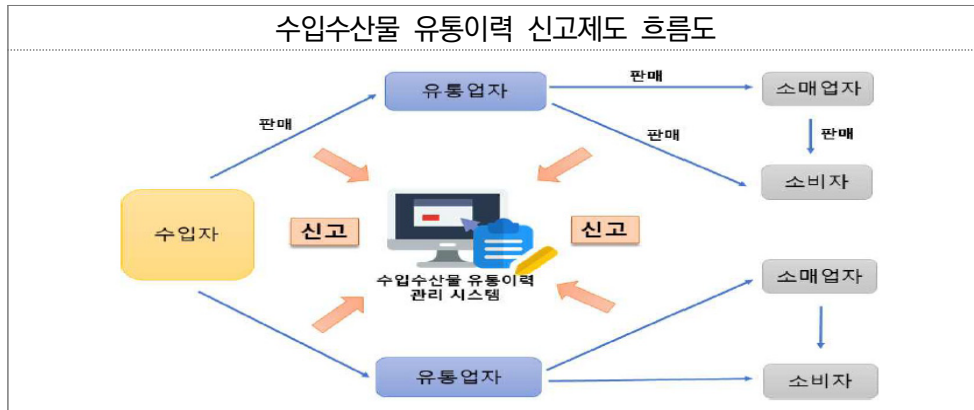 수입수산물 유통이력 신고제도 흐름도
유통업자
판매
소매업자
판매
판매
판매
소비자
수입자
신고
신고
수입수산물 유통이력
관리 시스템
소매업자
유통업자
소비자